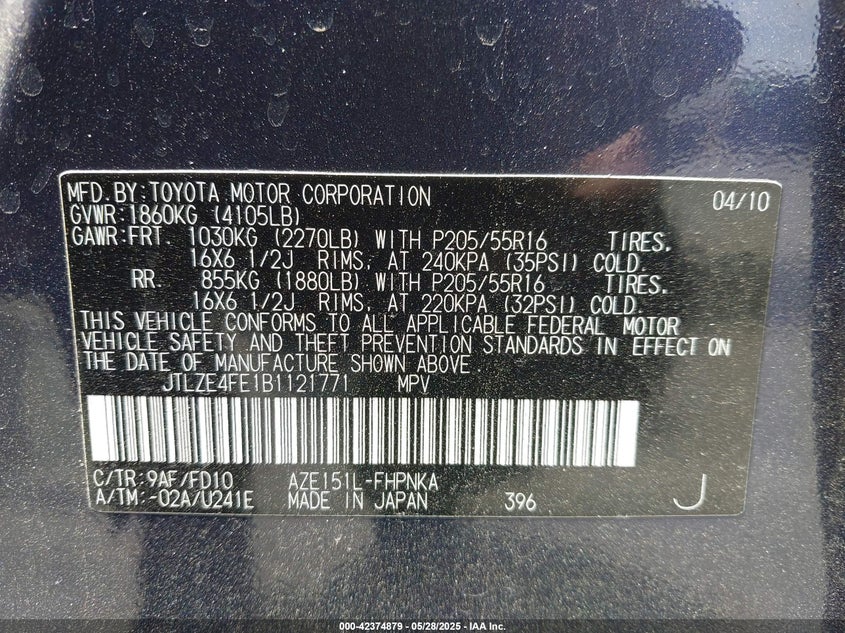 MFD.BY:TOYOTA MOTOR CORPORATION 04/10
GVWR:1860KG (4105LB)
GAWR:FRT. 1030KG (2270LB) WITH P205/55R16 TIRES.
16X6 1/2J RIMS, AT 240KPA (35PSI) COLD.
RR. 855KG (1880LB) WITH P205/55R16 TIRES.
16X6 1/2J RIMS, AT 220KPA (32PSI) COLD.
THIS VEHICLE CONFORMS TO ALL APPLICABLE FEDERAL MOTOR
VEHICLE SAFETY AND THEFT PREVENTION STANDARDS IN EFFECT ON
THE DATE OF MANUFACTURE SHOWN ABOVE.
JTLZE4FE1B1121771 MPV
C/TR:9AF/FD10 AZE151L-FHPNKA
A/TM:-02A/U241E MADE IN JAPAN 396 J
000-42374879 - 05/28/2025 - IAA Inc.